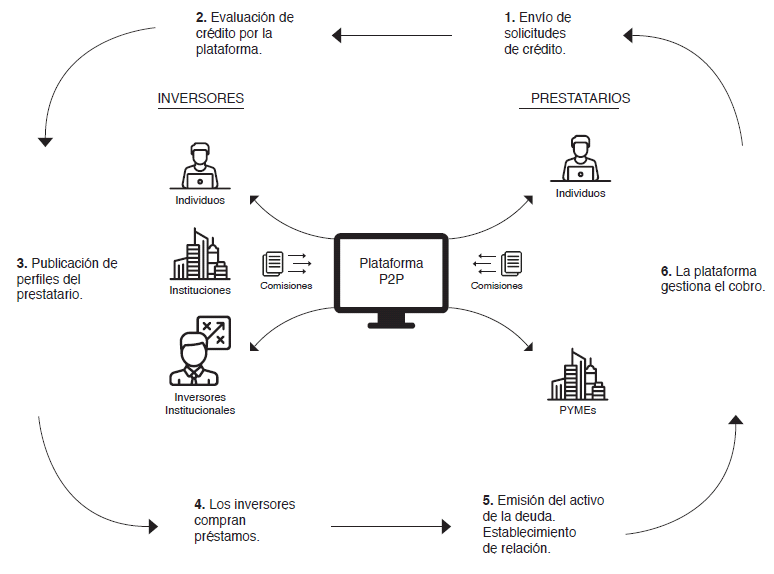 2. Evaluación de
crédito por la
plataforma.
1. Envío de
solicitudes
de crédito.
INVERSORES
PRESTATARIOS
Individuos
Individuos
3. Publicación de
perfiles del
prestatario.
Instituciones
Comisiones
Plataforma
P2P
Comisiones
6. La plataforma
gestiona el cobro.
Inversores
Institucionales
PYMEs
4. Los inversores
compran
préstamos.
5. Emisión del activo
de la deuda.
Establecimiento
de relación.